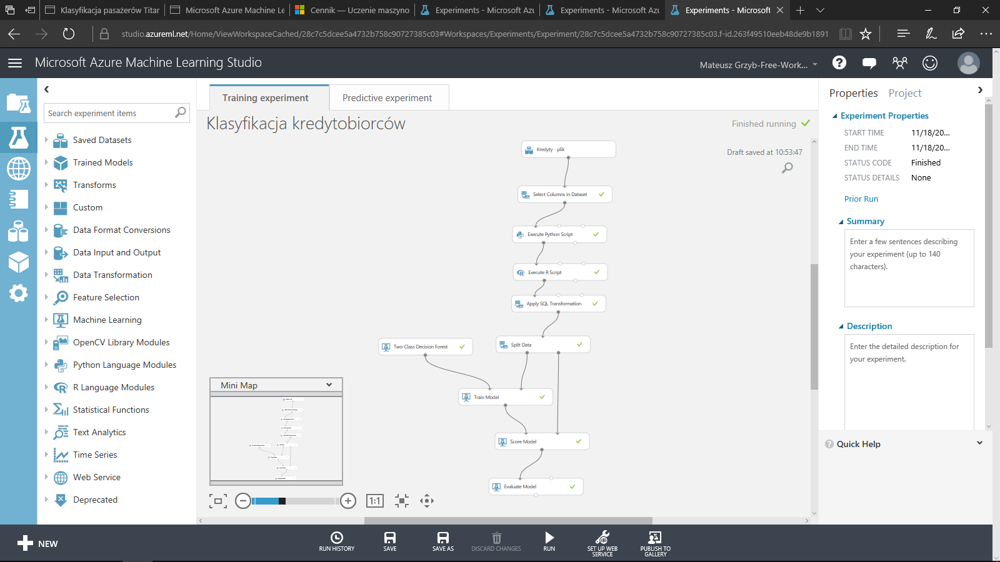 Klasyfikacja pasażerów Titar
Microsoft Azure Machine Le
Cennik — Uczenie maszyno
Experiments - Microsoft Azu
Experiments - Microsoft Azu
Experiments - Microsoft
studio.azureml.net/Home/ViewWorkspaceCached/28c7c5dcee5a4732b758c90727385c03#Workspaces/Experiments/Experiment/28c7c5dcee5a4732b758c90727385c03.f-id.263f49510eeb48de9b1891
Microsoft Azure Machine Learning Studio
Mateusz Grzyb-Free-Work...
Search experiment items
Saved Datasets
Trained Models
Transforms
Custom
Data Format Conversions
Data Input and Output
Data Transformation
Feature Selection
Machine Learning
OpenCV Library Modules
Python Language Modules
R Language Modules
Statistical Functions
Text Analytics
Time Series
Web Service
Deprecated
Training experiment
Predictive experiment
Klasyfikacja kredytobiorców
Finished running
Draft saved at 10:53:47
Kredyty - plik
Select Columns in Dataset
Execute Python Script
Execute R Script
Apply SQL Transformation
Two-Class Decision Forest
Split Data
Train Model
Score Model
Evaluate Model
Mini Map
1:1
Properties
Project
Experiment Properties
START TIME 11/18/20...
END TIME 11/18/20...
STATUS CODE Finished
STATUS DETAILS None
Prior Run
Summary
Enter a few sentences describing
your experiment (up to 140
characters).
Description
Enter the detailed description for
your experiment.
Quick Help
NEW
RUN HISTORY
SAVE
SAVE AS
DISCARD CHANGES
RUN
SET UP WEB
SERVICE
PUBLISH TO
GALLERY